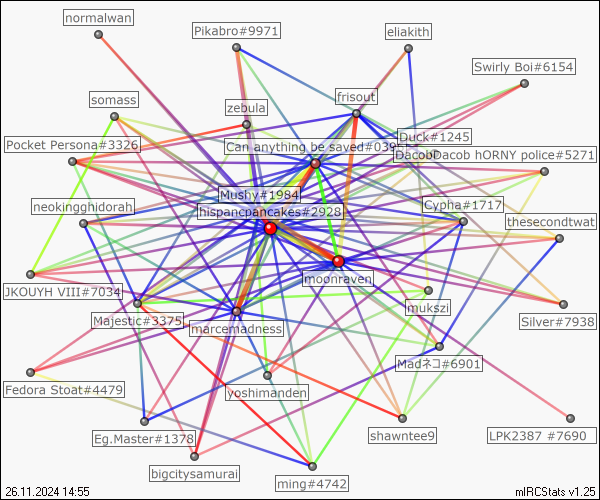 normalwan
Pikabro#9971
eliakith
Swirly Boi#6154
somass
zebula
frisout
Pocket Persona#3326
Duck#1245
Can anything be saved#039
DacobDacob hORNY police#5271
Mushy#1984
neokingghidorah
hispancpancakes#2928
Cypha#1717
thesecondtwat
moonraven
JKOUYH VIII#7034
Majestic#3375
marcemadness
mukszi
Silver#7938
Madネコ#6901
Fedora Stoat#4479
yoshimanden
Eg.Master#1378
shawntee9
LPK2387 #7690
bigcitysamurai
ming#4742
26.11.2024 14:55
mIRCStats v1.25